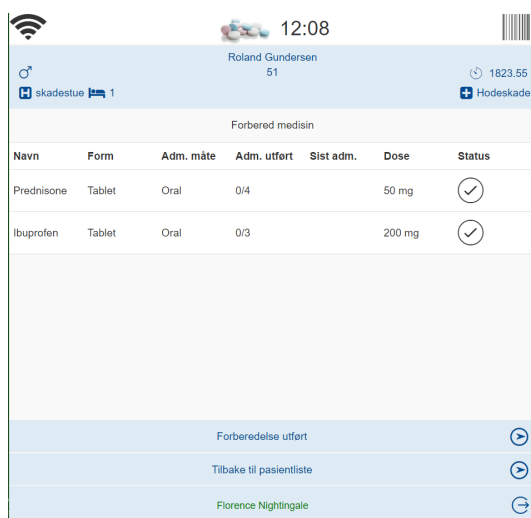 12:08
Roland Gundersen
51
1823.55
H skadestue 1
Hodeskade
Forbered medisin
Navn Form Adm. måte Adm. utført Sist adm. Dose Status
Prednisone Tablet Oral 0/4 50 mg
Ibuprofen Tablet Oral 0/3 200 mg
Forberedelse utført
Tilbake til pasientliste
Florence Nightingale